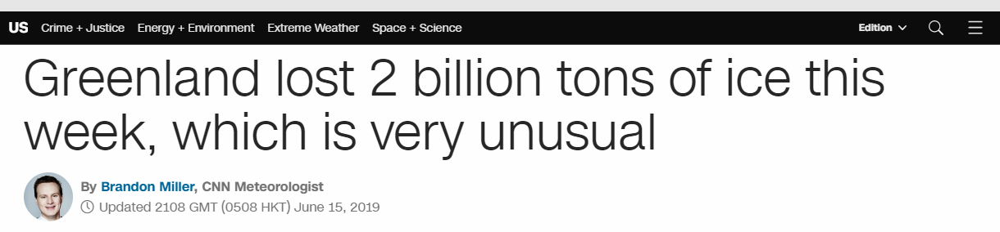 US Crime + Justice Energy + Environment Extreme Weather Space + Science Edition
Greenland lost 2 billion tons of ice this
week, which is very unusual
By Brandon Miller, CNN Meteorologist
Updated 2108 GMT (0508 HKT) June 15, 2019